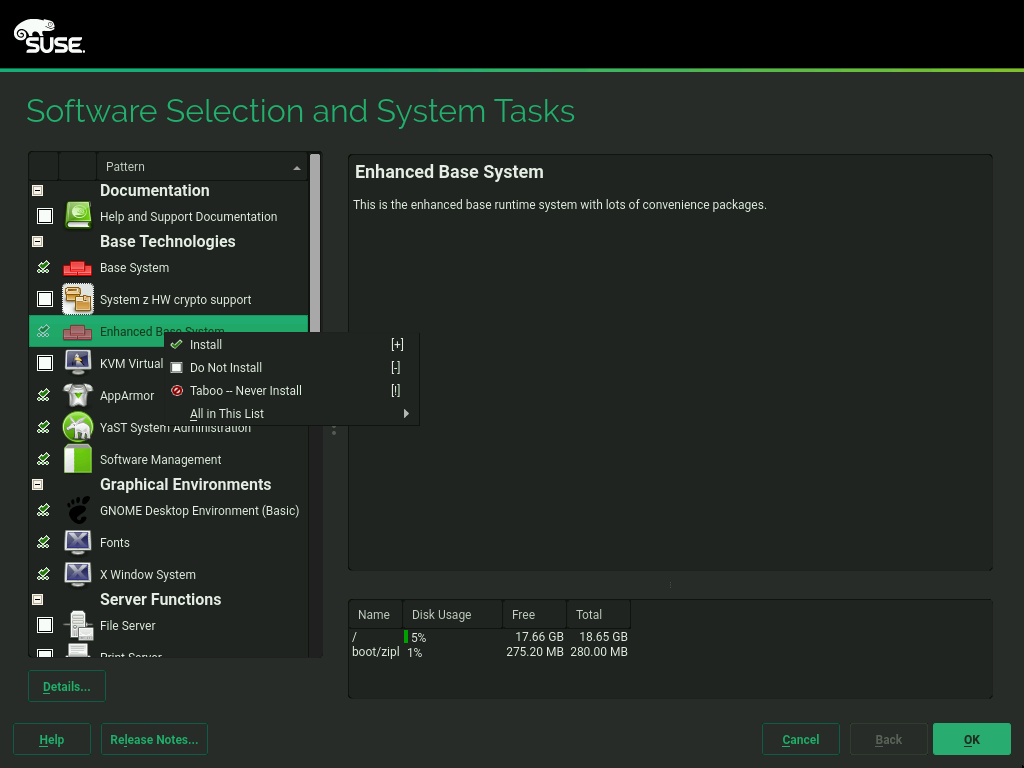 SUSE
Software Selection and System Tasks
Pattern
Documentation
Help and Support Documentation
Base Technologies
Base System
System z HW crypto support
Enhanced Base System
KVM Virtual
AppArmor
YaST System Administration
Software Management
Graphical Environments
GNOME Desktop Environment (Basic)
Fonts
X Window System
Server Functions
File Server
Print Server
Install [+]
Do Not Install [-]
Taboo -- Never Install [!]
All in This List
Enhanced Base System
This is the enhanced base runtime system with lots of convenience packages.
Name Disk Usage Free Total
/ 5% 17.66 GB 18.65 GB
boot/zipl 1% 275.20 MB 280.00 MB
Details...
Help
Release Notes...
Cancel
Back
OK